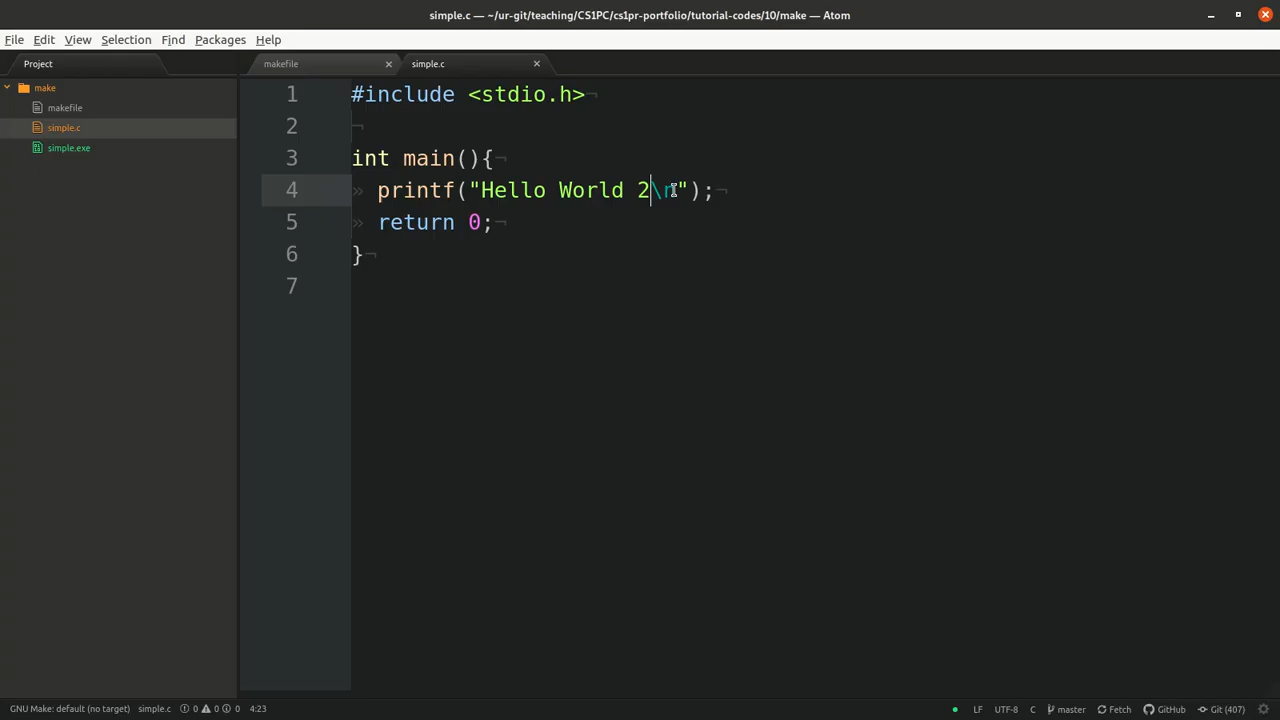 simple.c — ~/ur-git/teaching/CS1PC/cs1pr-portfolio/tutorial-codes/10/make — Atom
File Edit View Selection Find Packages Help
Project makefile simple.c
make
makefile
simple.c
simple.exe
1 #include <stdio.h>¬
2 ¬
3 int main(){¬
4 » printf("Hello World 2\n");¬
5 » return 0;¬
6 }¬
7
GNU Make: default (no target) simple.c 0 0 0 4:23 LF UTF-8 C master Fetch GitHub Git (407)